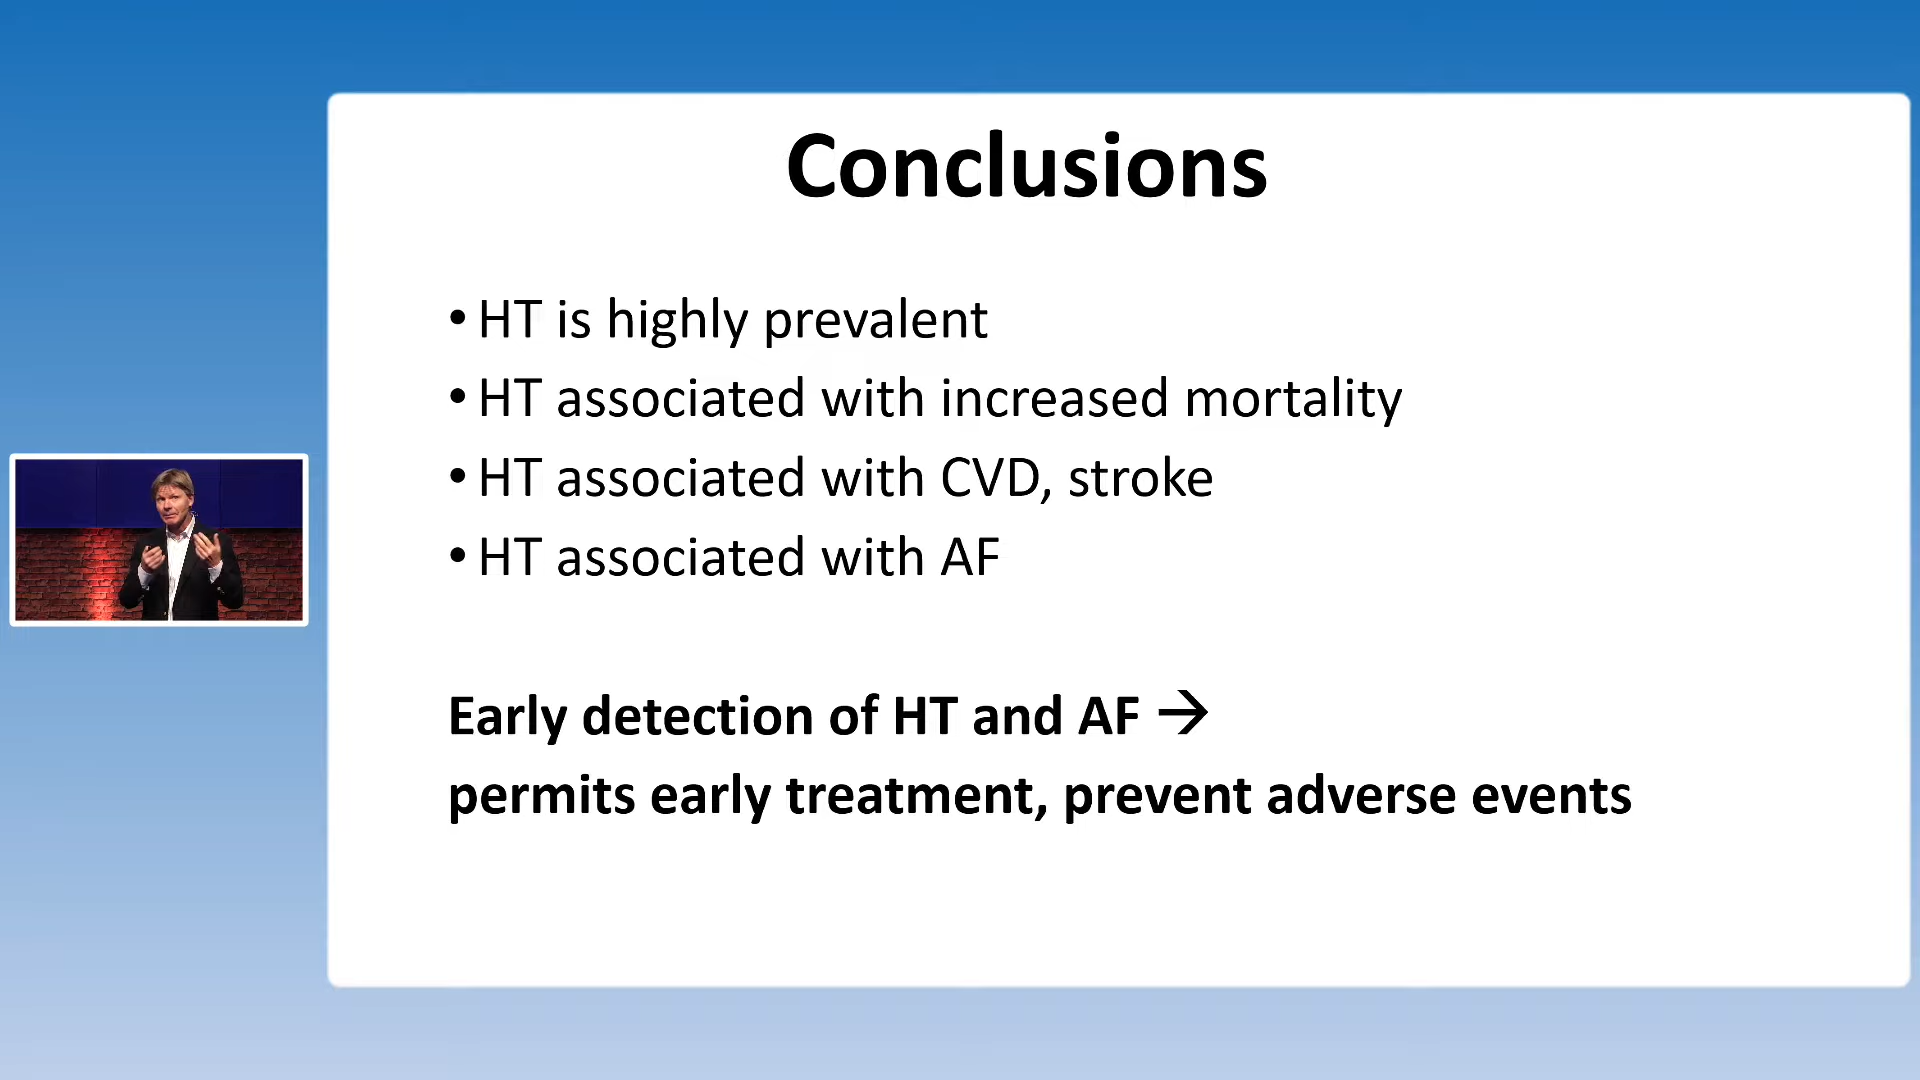 Conclusions
• HT is highly prevalent
• HT associated with increased mortality
• HT associated with CVD, stroke
• HT associated with AF
Early detection of HT and AF →
permits early treatment, prevent adverse events